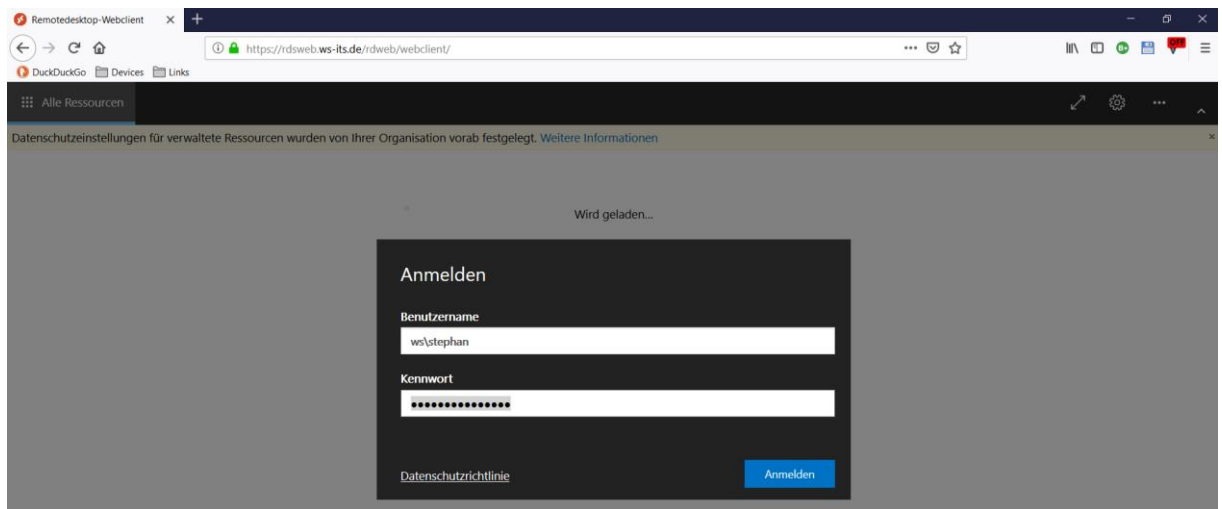 Remotedesktop-Webclient
https://rdsweb.ws-its.de/rdweb/webclient/
OFF
DuckDuckGo Devices Links
Alle Ressourcen
Datenschutzeinstellungen für verwaltete Ressourcen wurden von Ihrer Organisation vorab festgelegt. Weitere Informationen
Wird geladen...
Anmelden
Benutzername
ws\stephan
Kennwort
•••••••••••••••
Datenschutzrichtlinie Anmelden